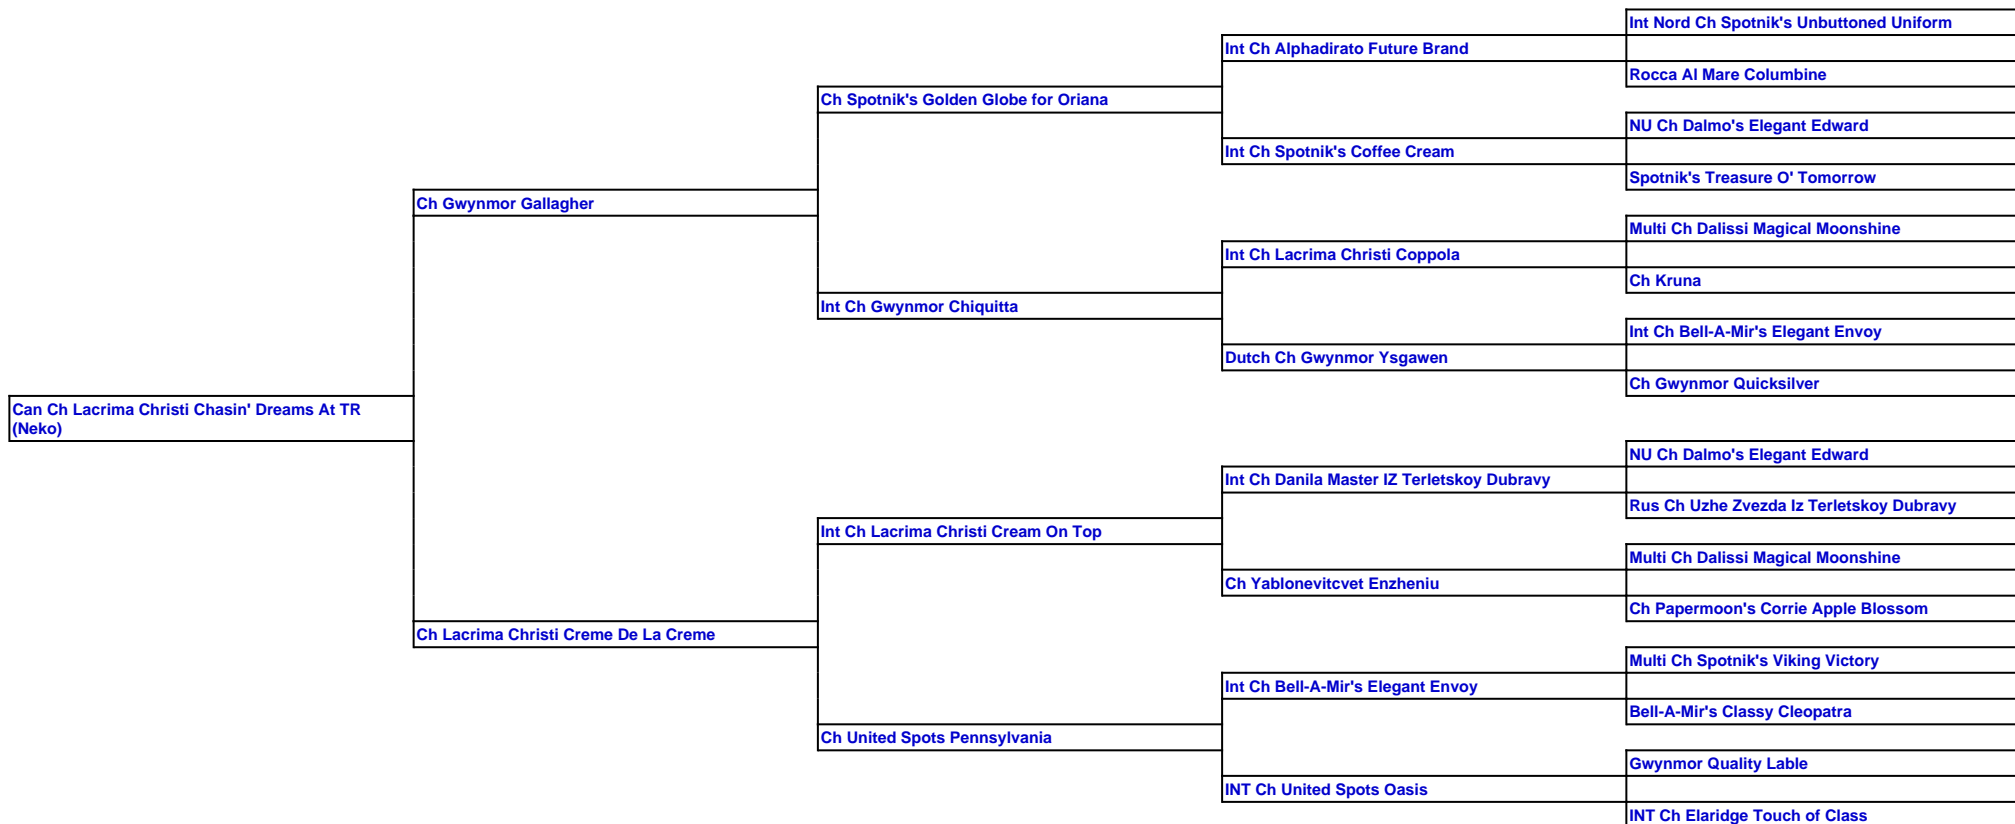 Int Nord Ch Spotnik's Unbuttoned Uniform
Int Ch Alphadirato Future Brand
Rocca Al Mare Columbine
Ch Spotnik's Golden Globe for Oriana
NU Ch Dalmo's Elegant Edward
Int Ch Spotnik's Coffee Cream
Spotnik's Treasure O' Tomorrow
Ch Gwynmor Gallagher
Multi Ch Dalissi Magical Moonshine
Int Ch Lacrima Christi Coppola
Ch Kruna
Int Ch Gwynmor Chiquitta
Int Ch Bell-A-Mir's Elegant Envoy
Dutch Ch Gwynmor Ysgawen
Ch Gwynmor Quicksilver
Can Ch Lacrima Christi Chasin' Dreams At TR
(Neko)
NU Ch Dalmo's Elegant Edward
Int Ch Danila Master IZ Terletskoy Dubravy
Rus Ch Uzhe Zvezda Iz Terletskoy Dubravy
Int Ch Lacrima Christi Cream On Top
Multi Ch Dalissi Magical Moonshine
Ch Yablonevitcvet Enzheniu
Ch Papermoon's Corrie Apple Blossom
Ch Lacrima Christi Creme De La Creme
Multi Ch Spotnik's Viking Victory
Int Ch Bell-A-Mir's Elegant Envoy
Bell-A-Mir's Classy Cleopatra
Ch United Spots Pennsylvania
Gwynmor Quality Lable
INT Ch United Spots Oasis
INT Ch Elaridge Touch of Class